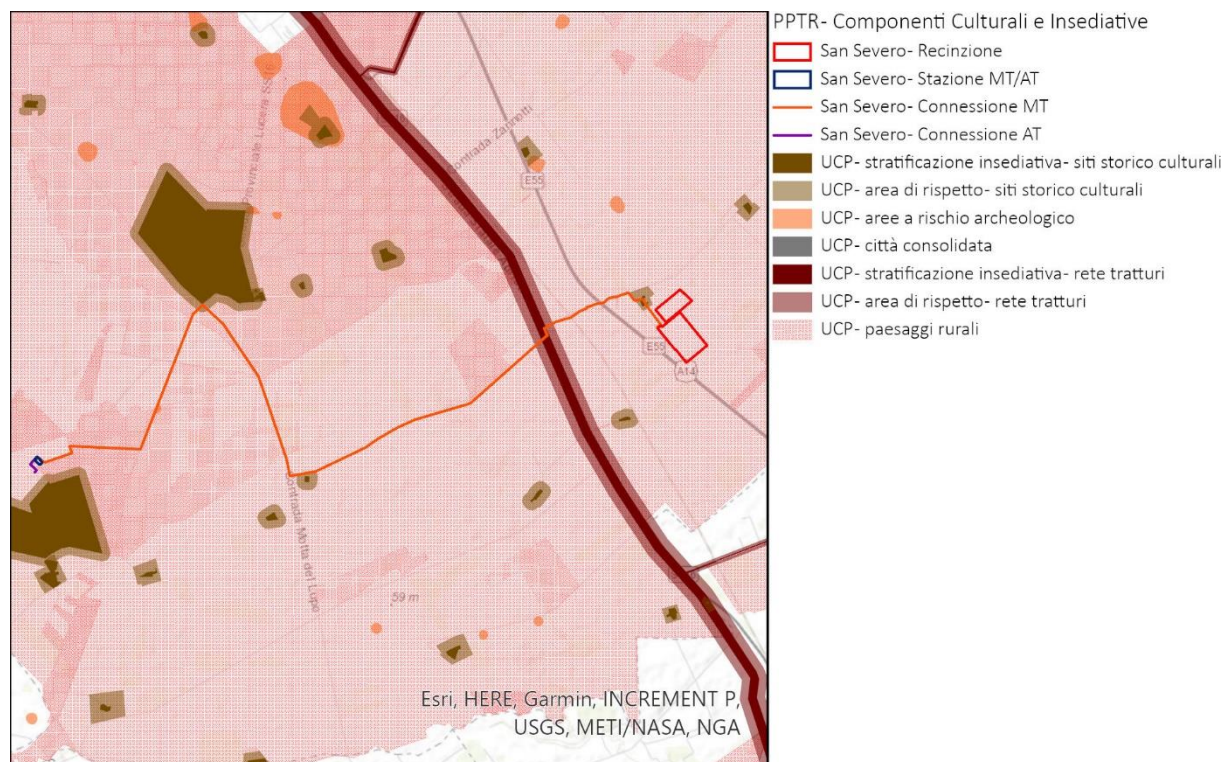 PPTR- Componenti Culturali e Insediative
San Severo- Recinzione
San Severo- Stazione MT/AT
San Severo- Connessione MT
San Severo- Connessione AT
UCP- stratificazione insediativa- siti storico culturali
UCP- area di rispetto- siti storico culturali
UCP- aree a rischio archeologico
UCP- città consolidata
UCP- stratificazione insediativa- rete tratturi
UCP- area di rispetto- rete tratturi
UCP- paesaggi rurali
Contrada Zannotti
E55
E55
A14
Contrada Motta del Lupo
59 m
Esri, HERE, Garmin, INCREMENT P,
USGS, METI/NASA, NGA